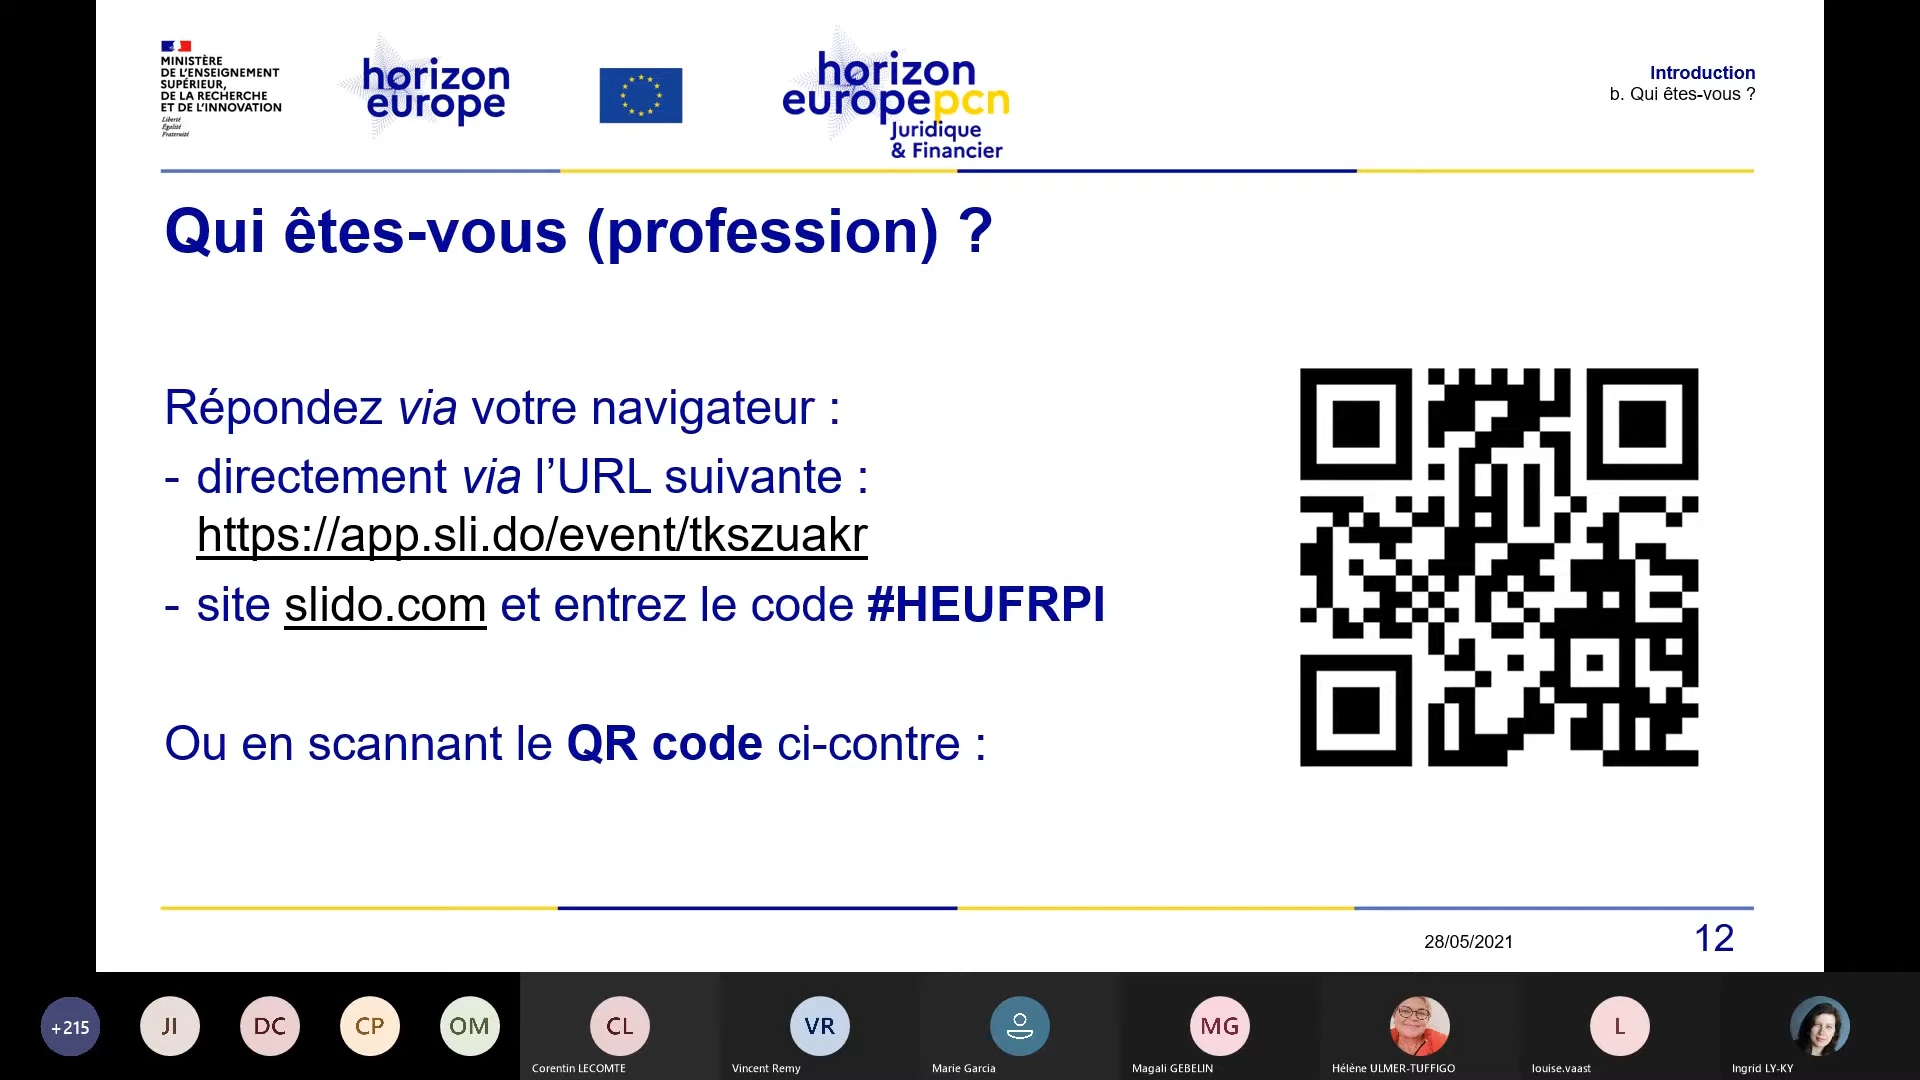 MINISTÈRE
DE L'ENSEIGNEMENT
SUPÉRIEUR,
DE LA RECHERCHE
ET DE L'INNOVATION
Liberté
Égalité
Fraternité
horizon
europe
horizon
europepcn
Juridique
& Financier
Introduction
b. Qui êtes-vous ?
Qui êtes-vous (profession) ?
Répondez via votre navigateur :
- directement via l’URL suivante :
https://app.sli.do/event/tkszuakr
- site slido.com et entrez le code #HEUFRPI
Ou en scannant le QR code ci-contre :
28/05/2021
12
+215
JI
DC
CP
OM
CL
VR
MG
L
Corentin LECOMTE
Vincent Remy
Marie Garcia
Magali GEBELIN
Hélène ULMER-TUFFIGO
louise.vaast
Ingrid LY-KY